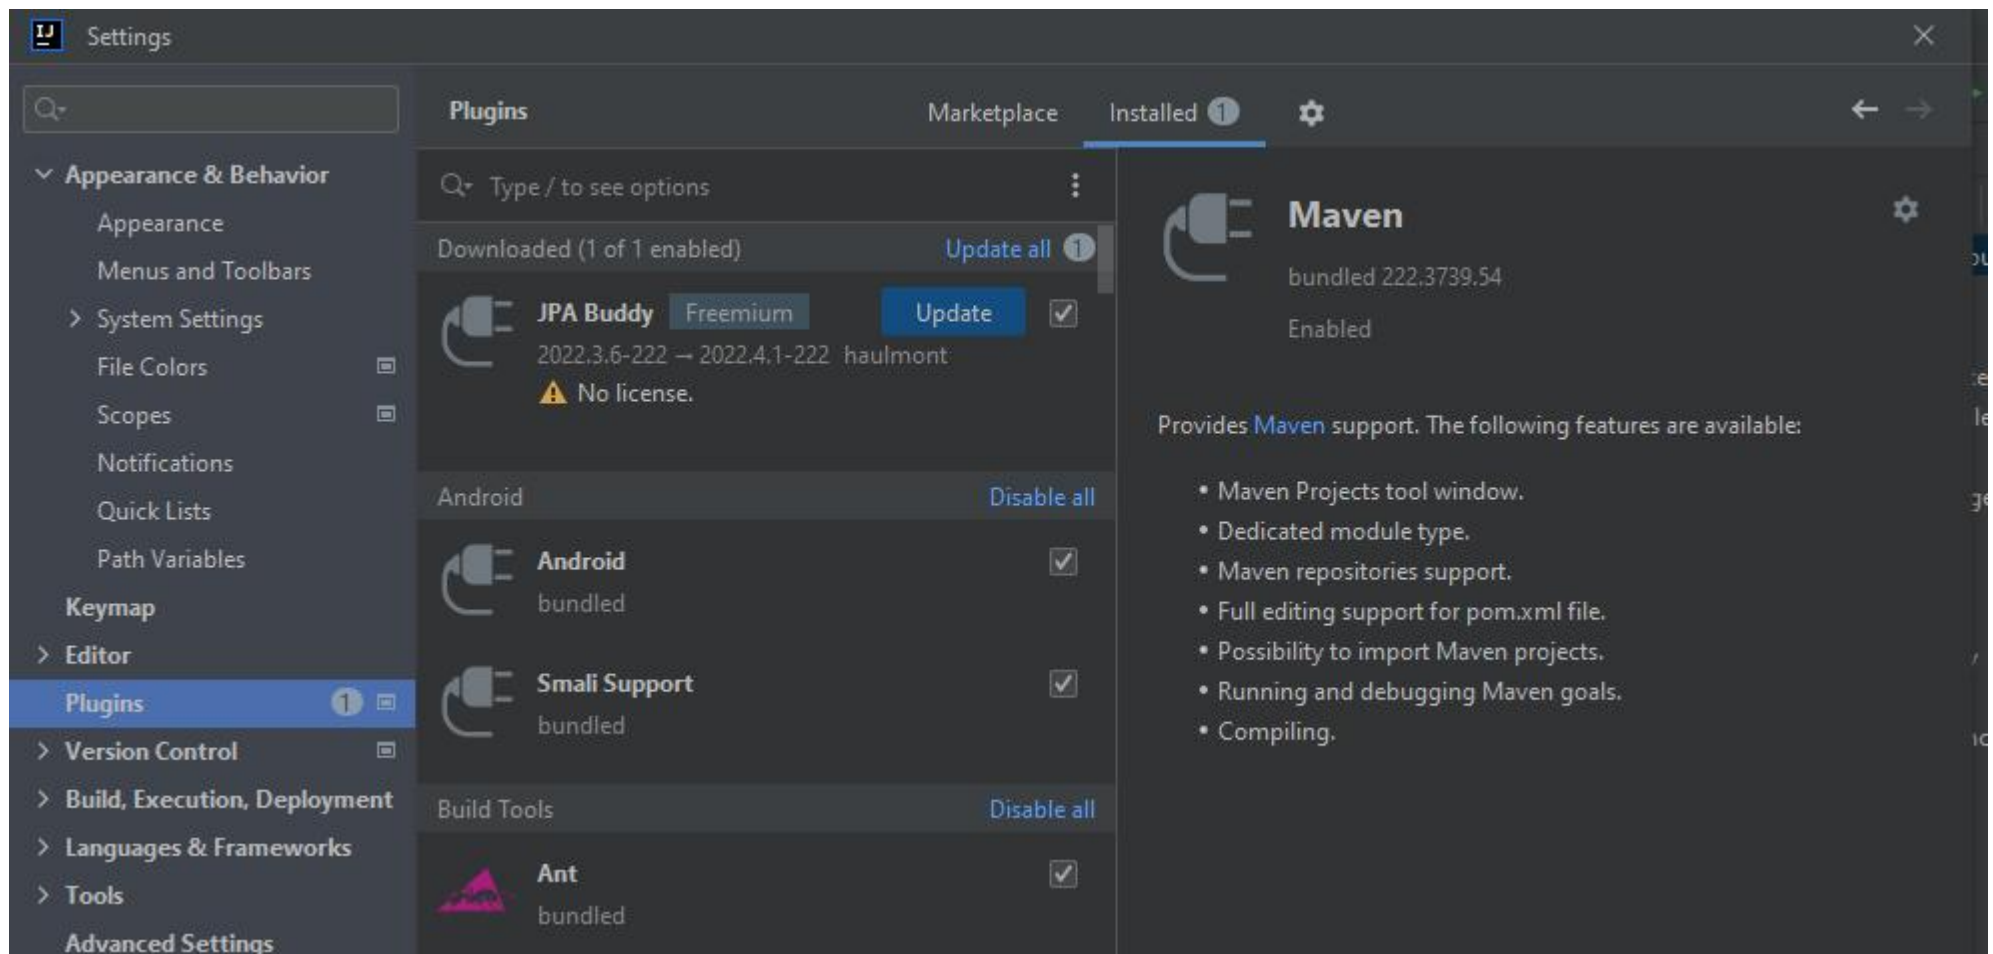 IJ
Settings
Plugins
Marketplace
Installed 1
Appearance & Behavior
Appearance
Menus and Toolbars
System Settings
File Colors
Scopes
Notifications
Quick Lists
Path Variables
Keymap
Editor
Plugins 1
Version Control
Build, Execution, Deployment
Languages & Frameworks
Tools
Advanced Settings
Type / to see options
Downloaded (1 of 1 enabled) Update all 1
JPA Buddy Freemium Update
2022.3.6-222 → 2022.4.1-222 haulmont
No license.
Android Disable all
Android
bundled
Smali Support
bundled
Build Tools Disable all
Ant
bundled
Maven
bundled 222.3739.54
Enabled
Provides Maven support. The following features are available:
• Maven Projects tool window.
• Dedicated module type.
• Maven repositories support.
• Full editing support for pom.xml file.
• Possibility to import Maven projects.
• Running and debugging Maven goals.
• Compiling.